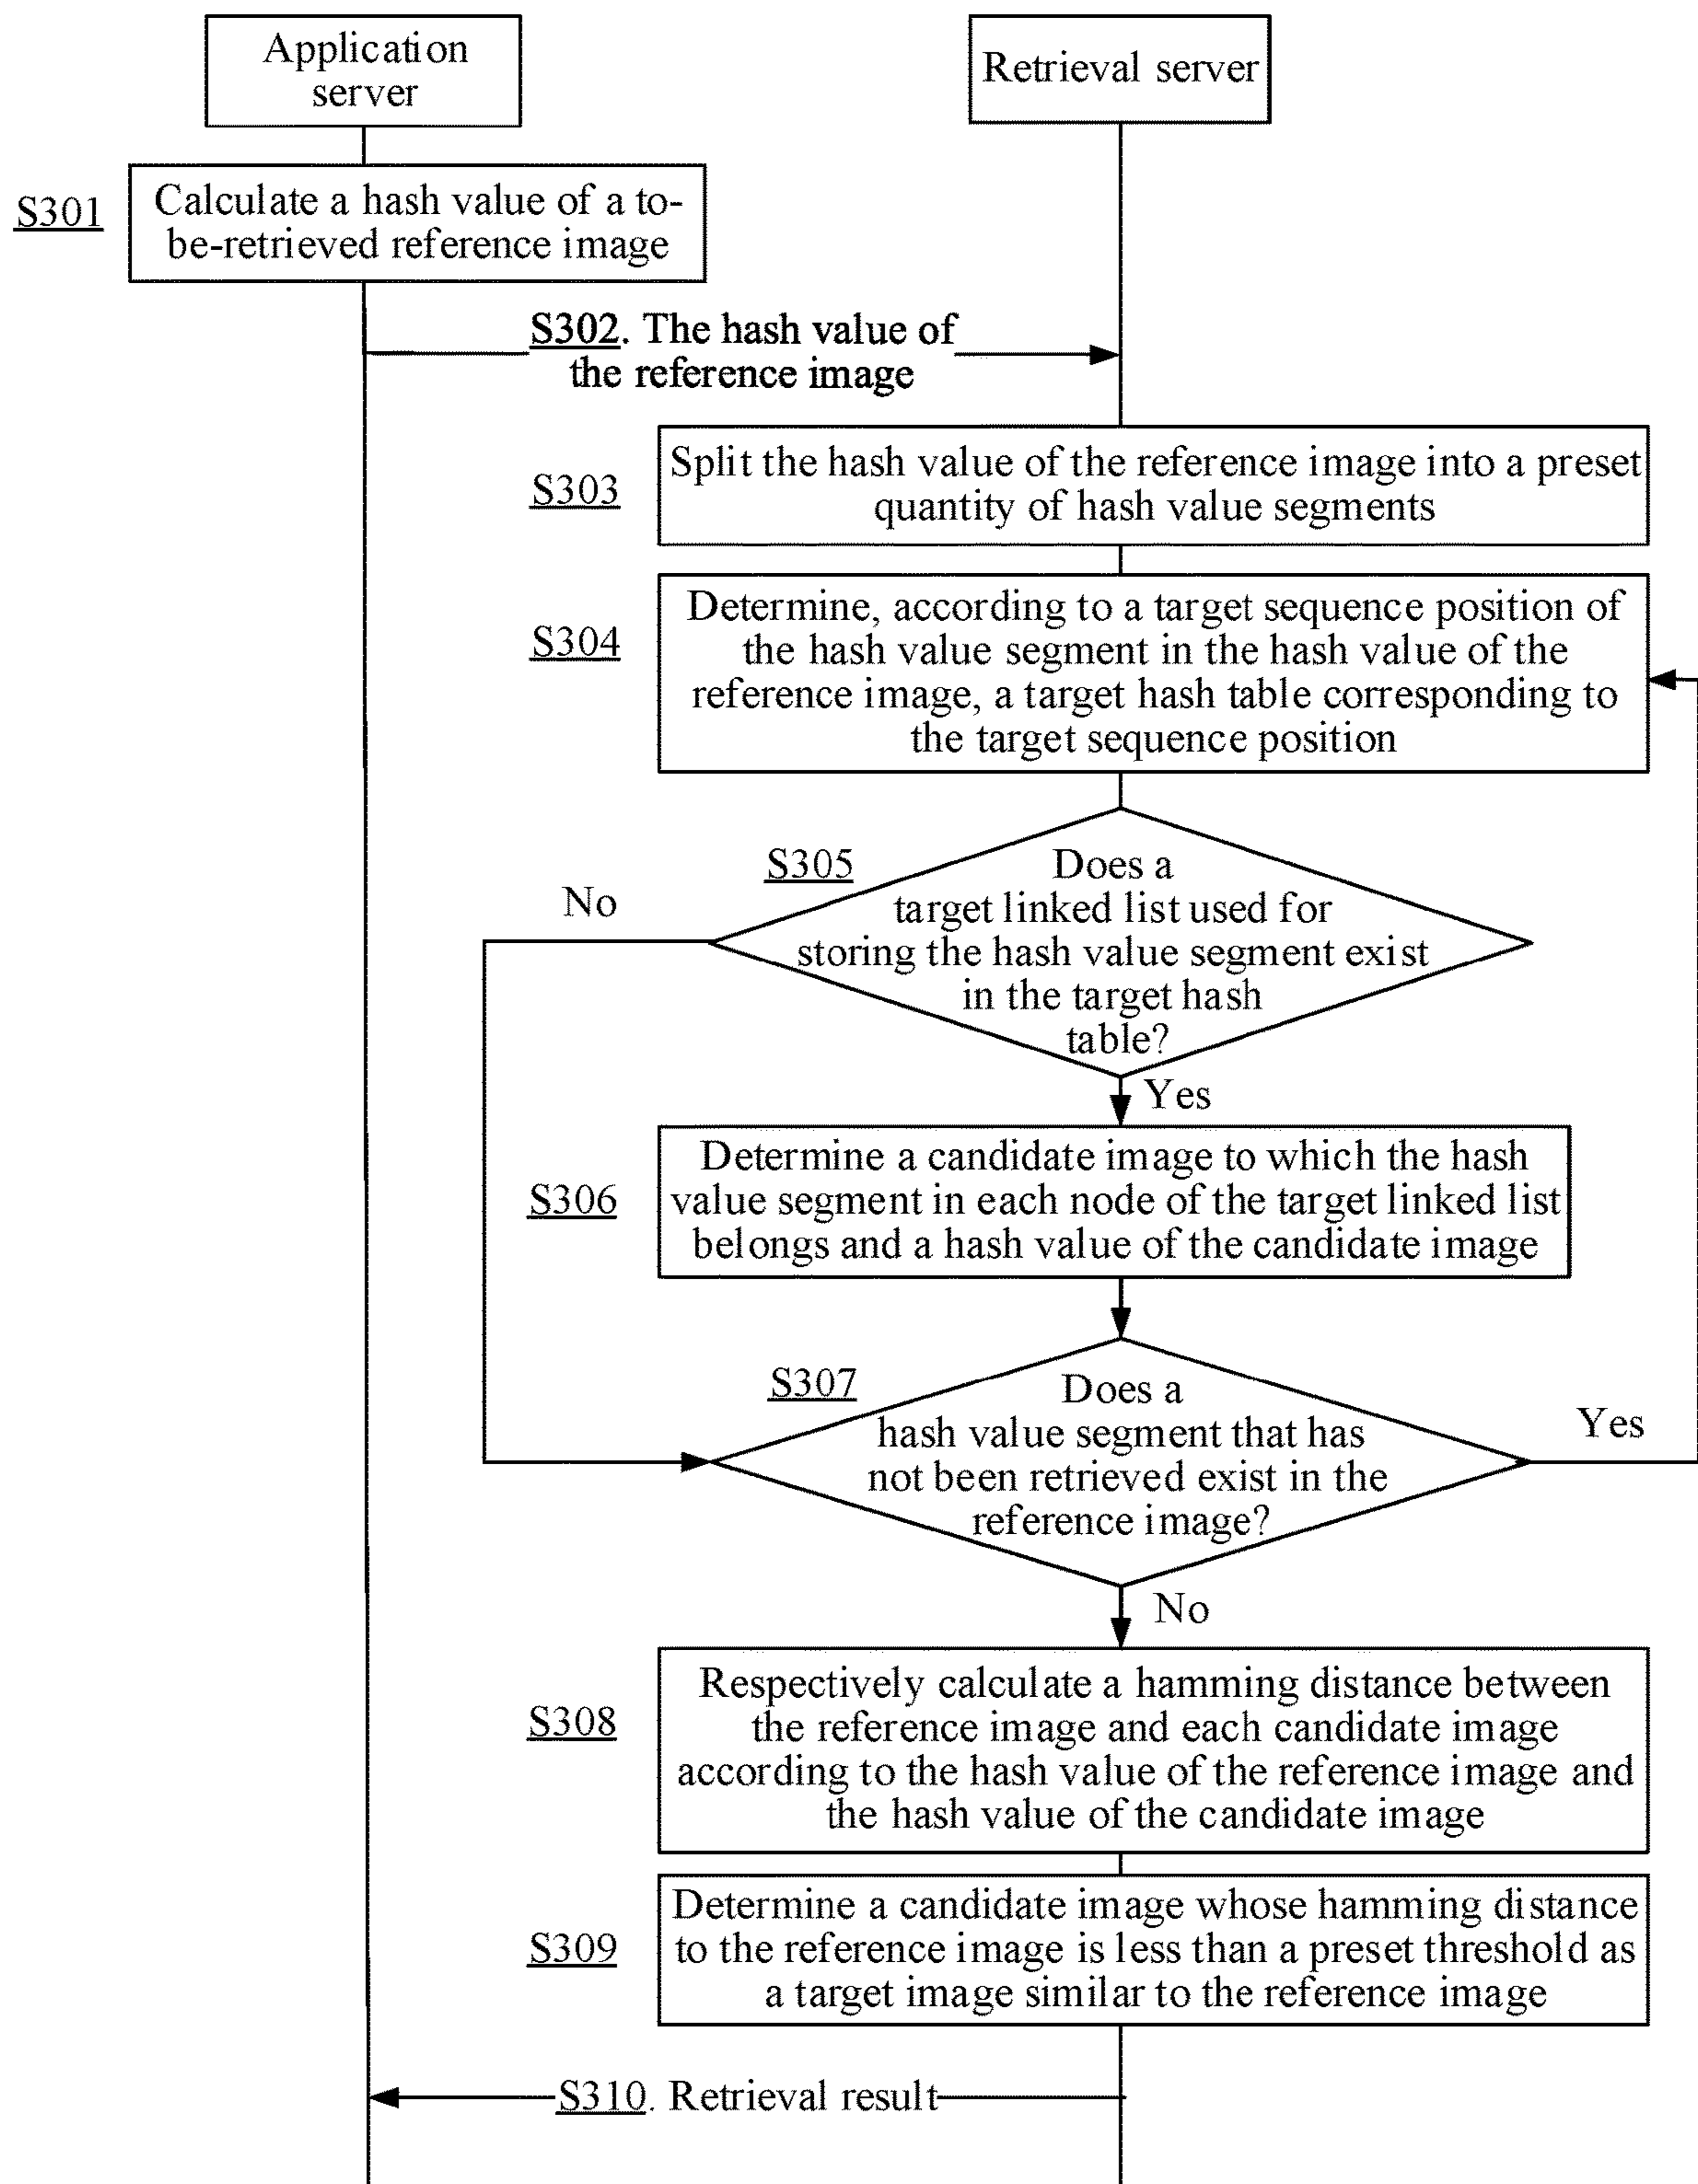 Application
server
Retrieval server
S301
Calculate a hash value of a to-
be-retrieved reference image
S302. The hash value of
the reference image
S303
Split the hash value of the reference image into a preset
quantity of hash value segments
S304
Determine, according to a target sequence position of
the hash value segment in the hash value of the
reference image, a target hash table corresponding to
the target sequence position
S305
Does a
target linked list used for
storing the hash value segment exist
in the target hash
table?
No
Yes
S306
Determine a candidate image to which the hash
value segment in each node of the target linked list
belongs and a hash value of the candidate image
S307
Does a
hash value segment that has
not been retrieved exist in the
reference image?
Yes
No
S308
Respectively calculate a hamming distance between
the reference image and each candidate image
according to the hash value of the reference image and
the hash value of the candidate image
S309
Determine a candidate image whose hamming distance
to the reference image is less than a preset threshold as
a target image similar to the reference image
S310. Retrieval result